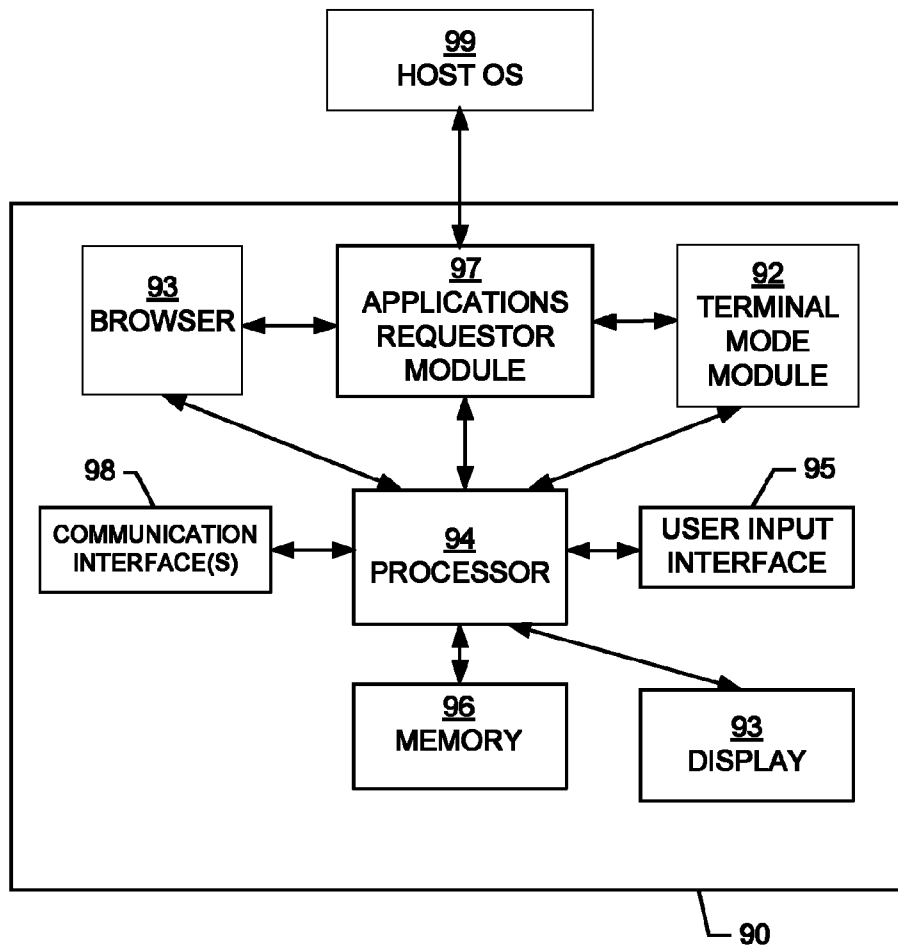 99
HOST OS
93
BROWSER
97
APPLICATIONS
REQUESTOR
MODULE
92
TERMINAL
MODE
MODULE
98
COMMUNICATION
INTERFACE(S)
94
PROCESSOR
95
USER INPUT
INTERFACE
96
MEMORY
93
DISPLAY
90